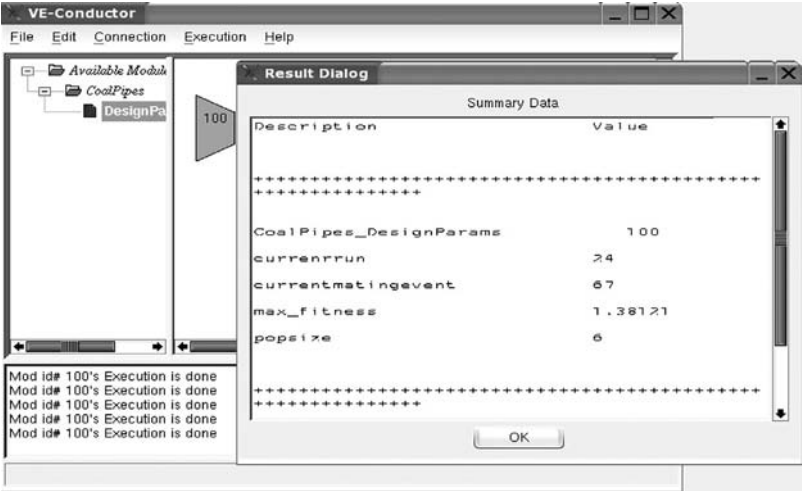 VE-Conductor
File Edit Connection Execution Help
Available Module
CoalPipes
DesignPa
100
Mod id# 100's Execution is done
Mod id# 100's Execution is done
Mod id# 100's Execution is done
Mod id# 100's Execution is done
Mod id# 100's Execution is done
Result Dialog
Summary Data
Description Value
+++++++++++++++++++++++++++++++++++++++++++++
+++++++++++++++
CoalPipes_DesignParams 100
currenrrun 24
currentmatingevent 67
max_fitness 1.38121
popsize 6
+++++++++++++++++++++++++++++++++++++++++++++
+++++++++++++++
OK